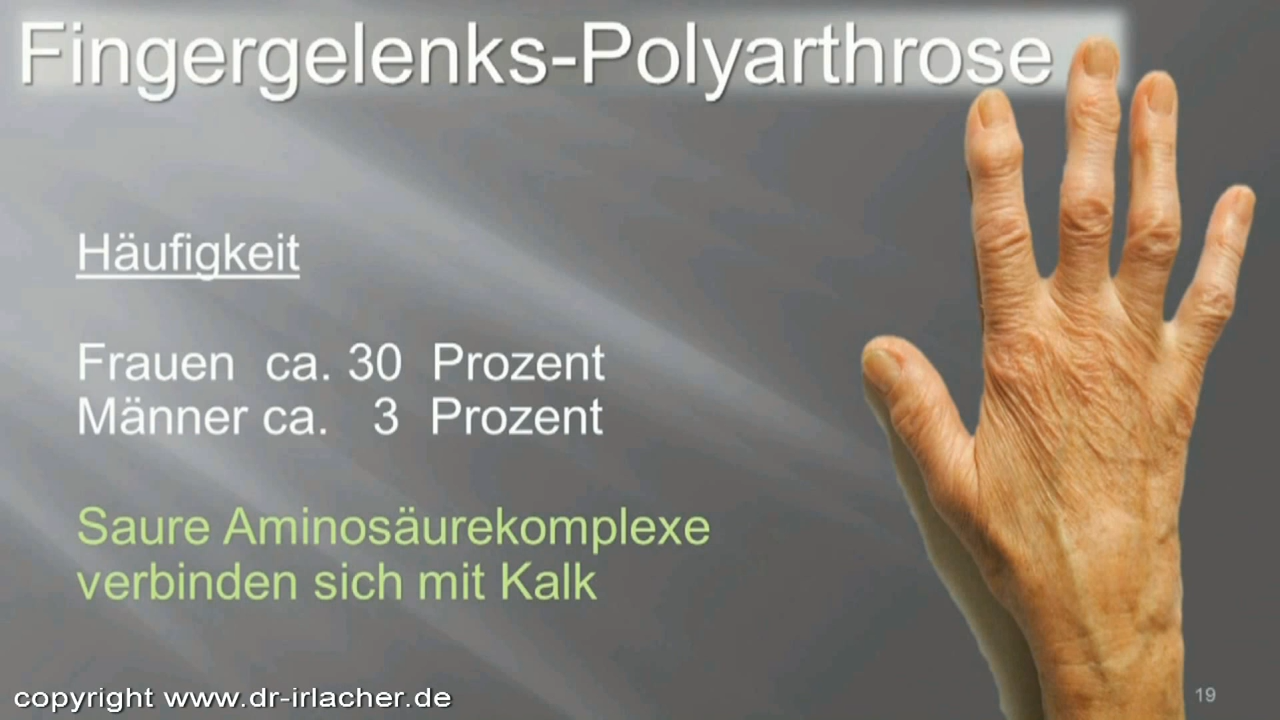 Fingergelenks-Polyarthrose
Häufigkeit
Frauen ca. 30 Prozent
Männer ca. 3 Prozent
Saure Aminosäurekomplexe
verbinden sich mit Kalk
copyright www.dr-irlacher.de
19